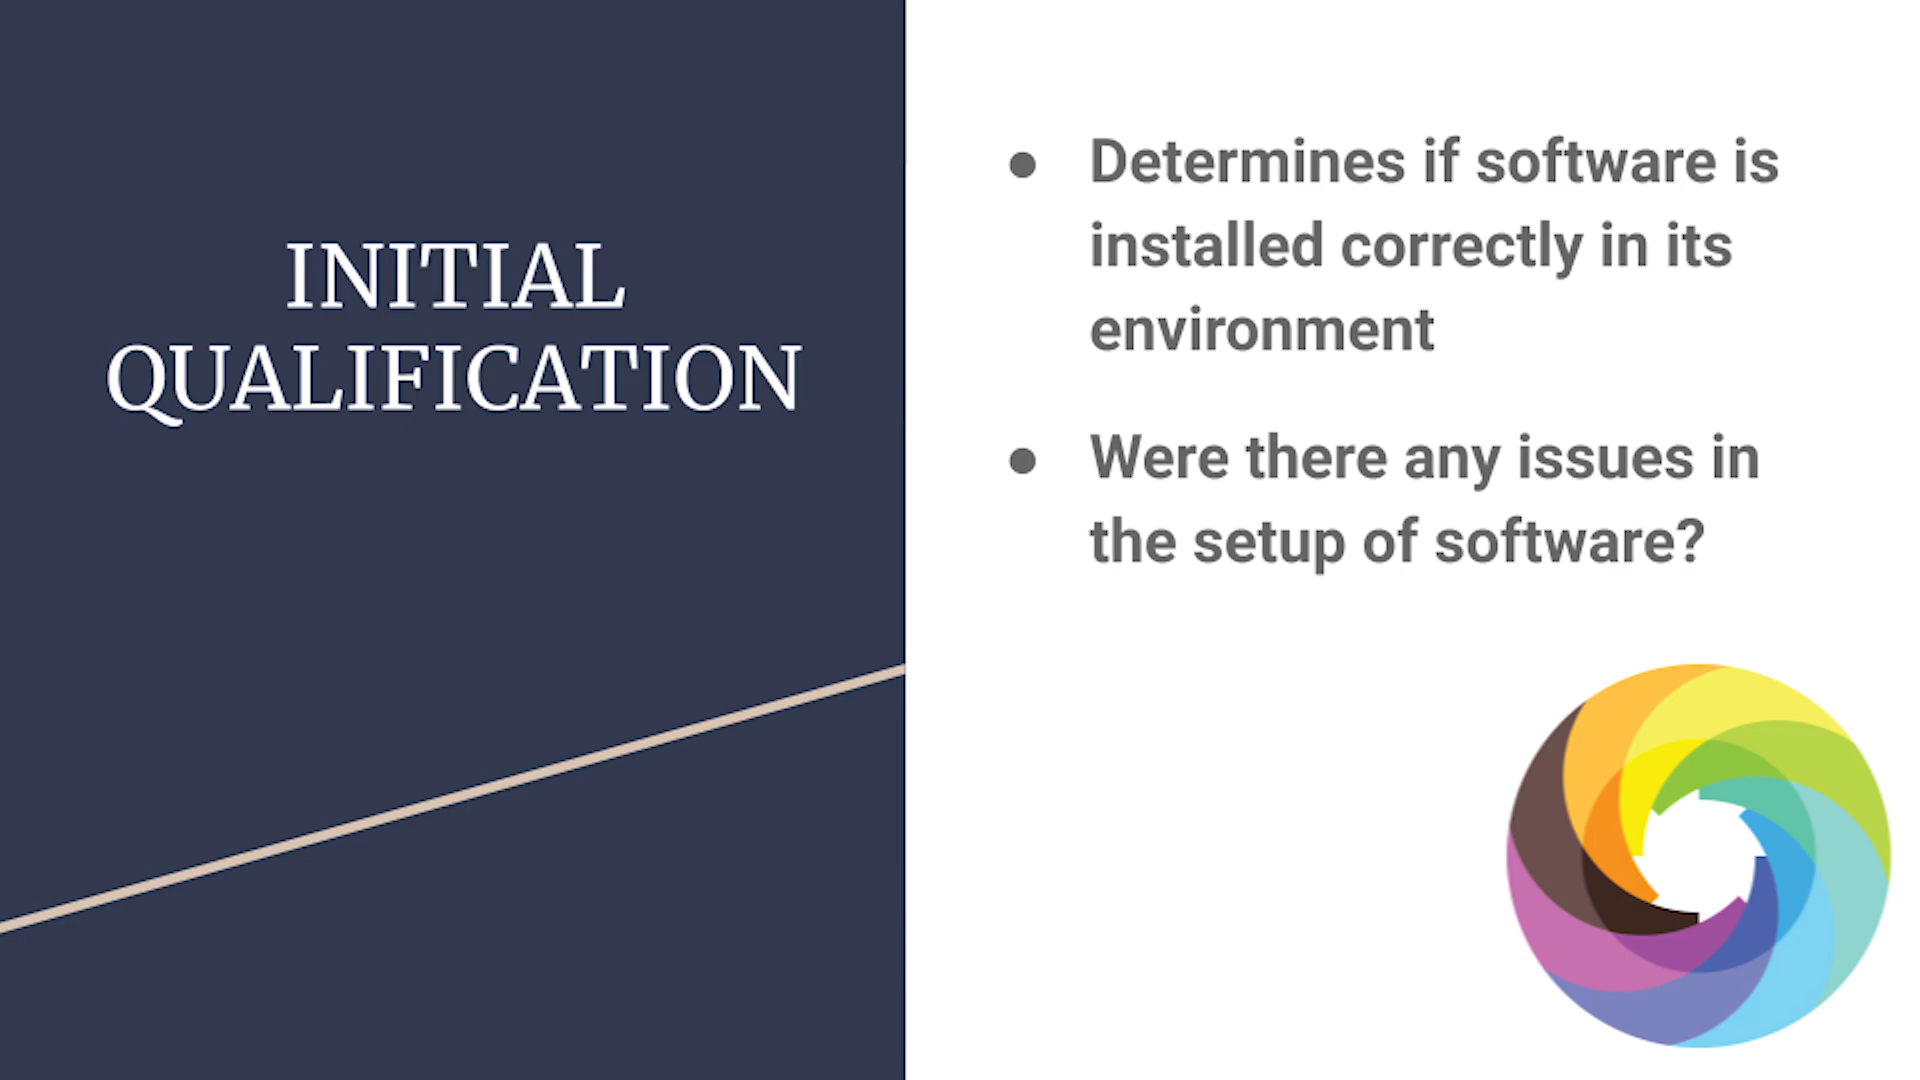 INITIAL
QUALIFICATION
● Determines if software is
installed correctly in its
environment
● Were there any issues in
the setup of software?